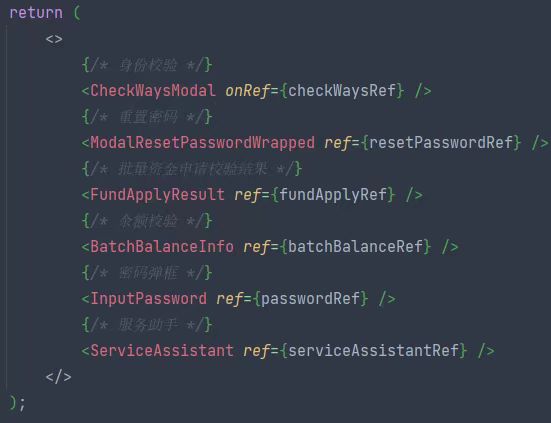 return (
<>
{/* 身份校验 */}
<CheckWaysModal onRef={checkWaysRef} />
{/* 重置密码 */}
<ModalResetPasswordWrapped ref={resetPasswordRef} />
{/* 批量资金申请校验结果 */}
<FundApplyResult ref={fundApplyRef} />
{/* 余额校验 */}
<BatchBalanceInfo ref={batchBalanceRef} />
{/* 密码弹框 */}
<InputPassword ref={passwordRef} />
{/* 服务助手 */}
<ServiceAssistant ref={serviceAssistantRef} />
</>
);